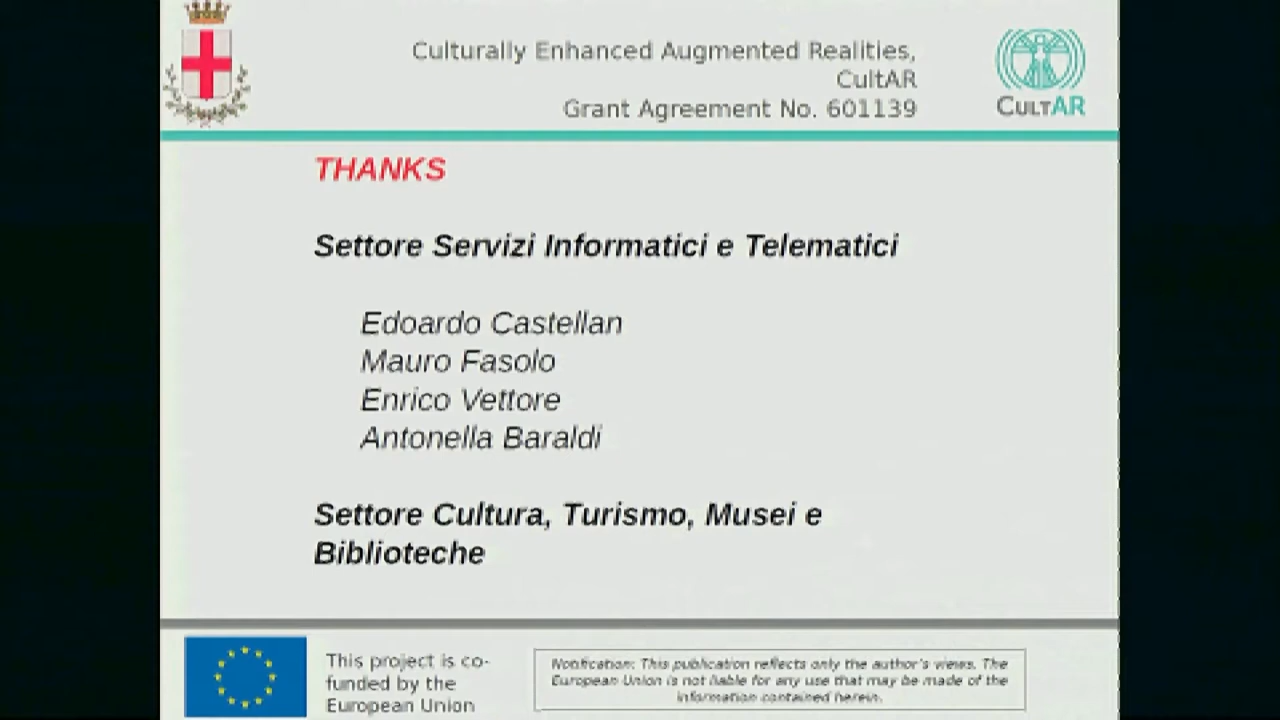 Culturally Enhanced Augmented Realities,
CultAR
Grant Agreement No. 601139
CULTAR
THANKS
Settore Servizi Informatici e Telematici
Edoardo Castellan
Mauro Fasolo
Enrico Vettore
Antonella Baraldi
Settore Cultura, Turismo, Musei e
Biblioteche
This project is co-
funded by the
European Union
Notification: This publication reflects only the author's views. The
European Union is not liable for any use that may be made of the
information contained herein.